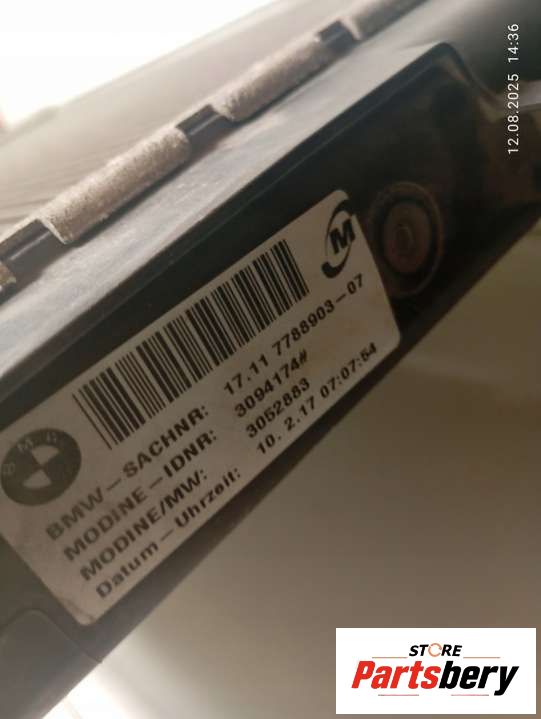 12.08.2025 14:36
M
BMW
BMW-SACHNR: 17.11 7788903-07
MODINE-IDNR: 3094174#
MODINE/MW: 3052883
Datum-Uhrzeit: 10. 2.17 07:07:54
STORE
Partsbery